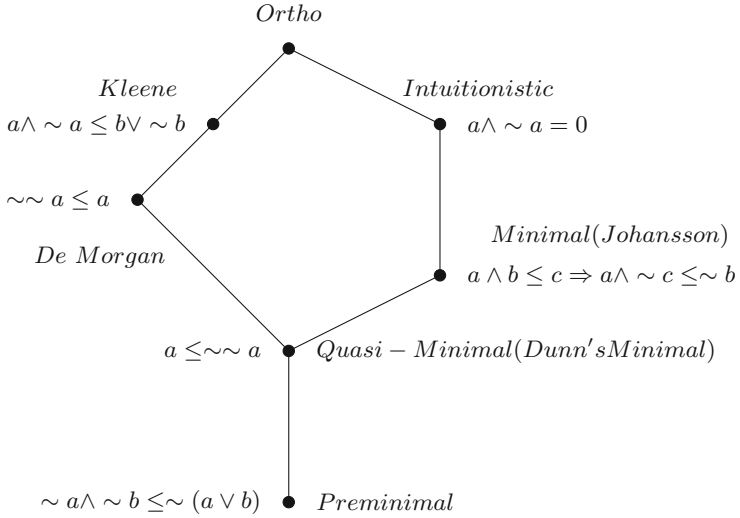 Ortho
Kleene
Intuitionistic
a∧ ∼ a ≤ b∨ ∼ b
a∧ ∼ a = 0
∼∼ a ≤ a
De Morgan
Minimal(Johansson)
a ∧ b ≤ c ⇒ a∧ ∼ c ≤∼ b
a ≤∼∼ a
Quasi − Minimal(Dunn'sMinimal)
∼ a∧ ∼ b ≤∼ (a ∨ b)
Preminimal